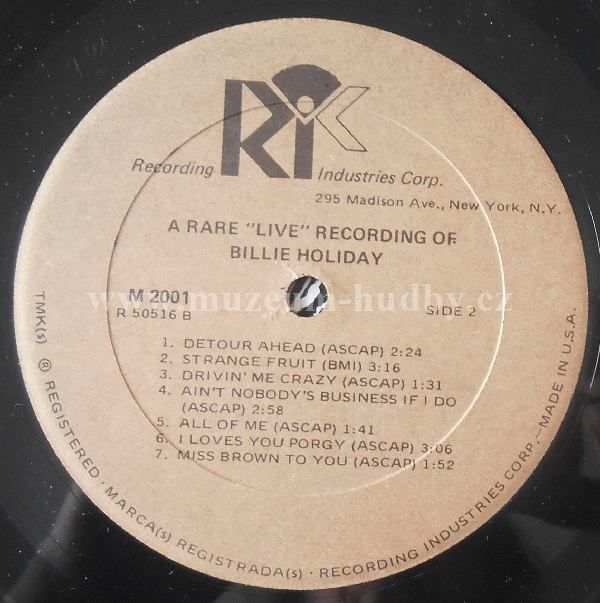 RIC
Recording Industries Corp.
295 Madison Ave., New York, N.Y.
A RARE "LIVE" RECORDING OF
BILLIE HOLIDAY
M 2001
R 50516 B
SIDE 2
www.muzeum-hudby.cz
1. DETOUR AHEAD (ASCAP) 2:24
2. STRANGE FRUIT (BMI) 3:16
3. DRIVIN' ME CRAZY (ASCAP) 1:31
4. AIN'T NOBODY'S BUSINESS IF I DO
(ASCAP) 2:58
5. ALL OF ME (ASCAP) 1:41
6. I LOVES YOU PORGY (ASCAP) 3:06
7. MISS BROWN TO YOU (ASCAP) 1:52
TMK(s) ® REGISTERED · MARCA(s) REGISTRADA(s) · RECORDING INDUSTRIES CORP.—MADE IN U.S.A.